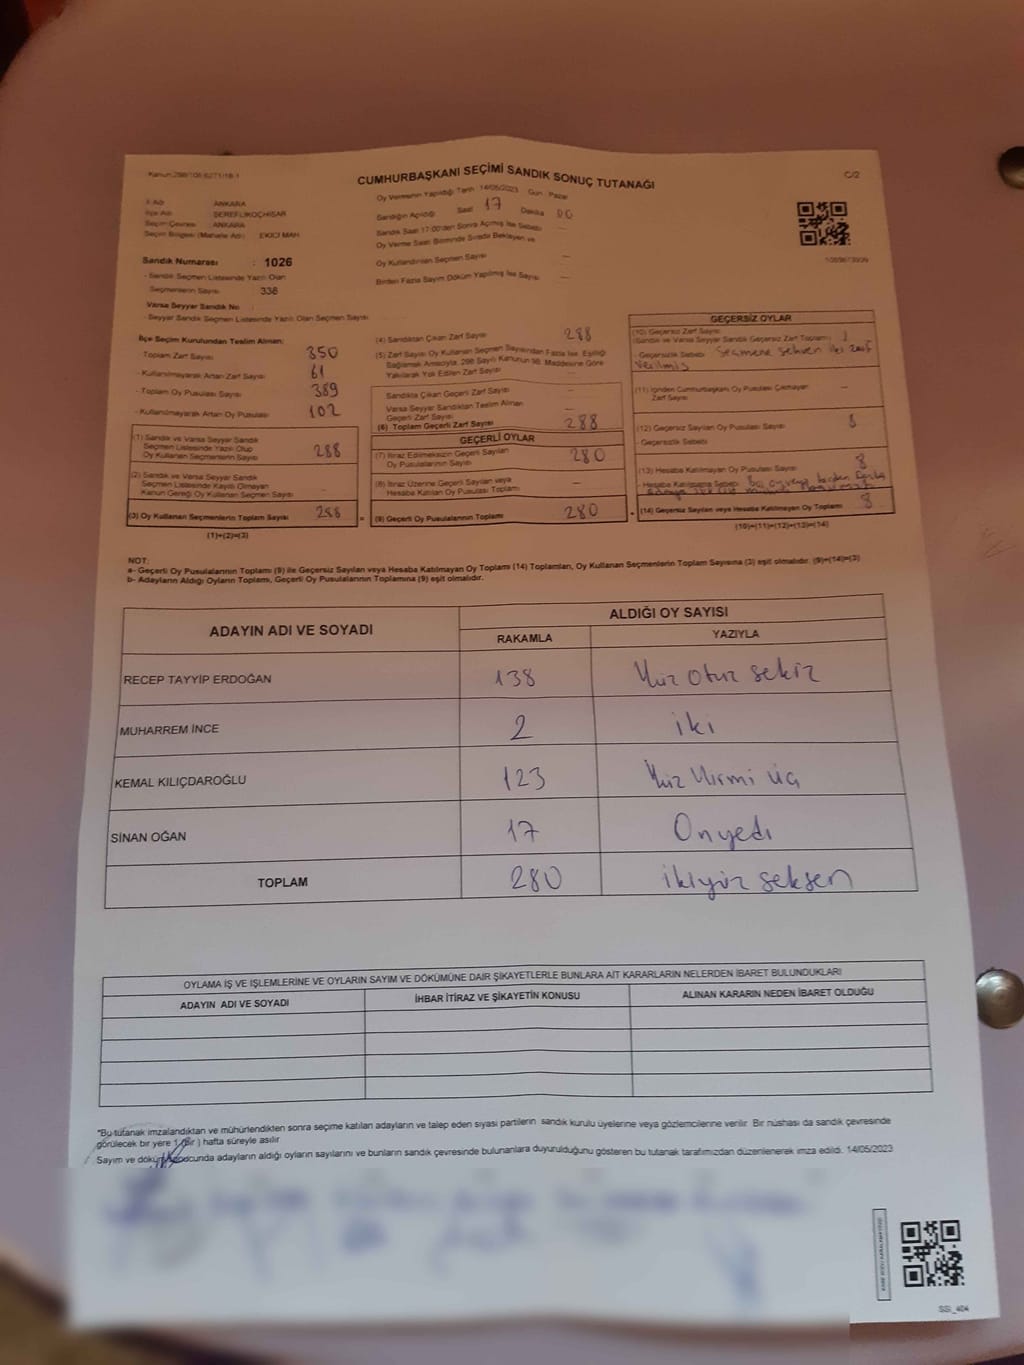 Kanun:298/105 6271/18-1
CUMHURBAŞKANI SEÇİMİ SANDIK SONUÇ TUTANAĞI
C/2
İl Adı ANKARA
İlçe Adı ŞEREFLİKOÇHİSAR
Seçim Çevresi : ANKARA
Seçim Bölgesi (Mahalle Adı) EKİCİ MAH
Oy Vermenin Yapıldığı Tarih 14/05/2023 Gün Pazar
Sandığın Açıldığı Saat 17 Dakika 00
Sandık Saat 17:00'den Sonra Açılmış İse Sebebi —
Oy Verme Saati Bitiminde Sırada Bekleyen ve
Oy Kullandırılan Seçmen Sayısı —
Birden Fazla Sayım Döküm Yapılmış İse Sayısı —
Sandık Numarası : 1026
- Sandık Seçmen Listesinde Yazılı Olan
Seçmenlerin Sayısı 338
Varsa Seyyar Sandık No
- Seyyar Sandık Seçmen Listesinde Yazılı Olan Seçmen Sayısı
İlçe Seçim Kurulundan Teslim Alınan:
Toplam Zarf Sayısı 350
- Kullanılmayarak Artan Zarf Sayısı 61
- Toplam Oy Pusulası 389
- Kullanılmayarak Artan Oy Pusulası 102
(1) Sandık ve Varsa Seyyar Sandık
Seçmen Listesinde Yazılı Olup
Oy Kullanan Seçmenlerin Sayısı 288
(2) Sandık ve Varsa Seyyar Sandık
Seçmen Listesinde Kayıtlı Olmayan
Kanun Gereği Oy Kullanan Seçmen Sayısı —
(3) Oy Kullanan Seçmenlerin Toplam Sayısı 288
(1)+(2)=(3)
(4) Sandıktan Çıkan Zarf Sayısı 288
(5) Zarf Sayısı Oy Kullanan Seçmen Sayısından Fazla İse, Eşitliği
Sağlamak Amacıyla, 298 Sayılı Kanunun 98. Maddesine Göre
Yakılarak Yok Edilen Zarf Sayısı —
Sandıkta Çıkan Geçerli Zarf Sayısı —
Varsa Seyyar Sandıktan Teslim Alınan
Geçerli Zarf Sayısı —
(6) Toplam Geçerli Zarf Sayısı 288
GEÇERLİ OYLAR
(7) İtiraz Edilmeksizin Geçerli Sayılan
Oy Pusulalarının Sayısı 280
(8) İtiraz Üzerine Geçerli Sayılan veya
Hesaba Katılan Oy Pusulası Toplamı —
(9) Geçerli Oy Pusulalarının Toplamı 280
GEÇERSİZ OYLAR
(10) Geçersiz Zarf Sayısı
(Sandık ve Varsa Seyyar Sandık Geçersiz Zarf Toplamı) 1
- Geçersizlik Sebebi Seçmene sehven iki zarf
verilmiş
(11) İçinden Cumhurbaşkanı Oy Pusulası Çıkmayan
Zarf Sayısı —
(12) Geçersiz Sayılan Oy Pusulası Sayısı 8
- Geçersizlik Sebebi
(13) Hesaba Katılmayan Oy Pusulası Sayısı 8
- Hesaba Katılmama Sebebi birden fazla
(14) Geçersiz Sayılan veya Hesaba Katılmayan Oy Toplamı 8
(10)+(11)+(12)+(13)=(14)
NOT:
a- Geçerli Oy Pusulalarının Toplamı (9) ile Geçersiz Sayılan veya Hesaba Katılmayan Oy Toplamı (14) Toplamları, Oy Kullanan Seçmenlerin Toplam Sayısına (3) eşit olmalıdır. (9)+(14)=(3)
b- Adayların Aldığı Oyların Toplamı, Geçerli Oy Pusulalarının Toplamına (9) eşit olmalıdır.
ADAYIN ADI VE SOYADI ALDIĞI OY SAYISI
RAKAMLA YAZIYLA
RECEP TAYYİP ERDOĞAN 138 Yüz otuz sekiz
MUHARREM İNCE 2 iki
KEMAL KILIÇDAROĞLU 123 Yüz Yirmi üç
SİNAN OĞAN 17 Onyedi
TOPLAM 280 ikiyüz seksen
OYLAMA İŞ VE İŞLEMLERİNE VE OYLARIN SAYIM VE DÖKÜMÜNE DAİR ŞİKAYETLERLE BUNLARA AİT KARARLARIN NELERDEN İBARET BULUNDUKLARI
ADAYIN ADI VE SOYADI İHBAR İTİRAZ VE ŞİKAYETİN KONUSU ALINAN KARARIN NEDEN İBARET OLDUĞU
*Bu tutanak imzalandıktan ve mühürlendikten sonra seçime katılan adayların ve talep eden siyasi partilerin sandık kurulu üyelerine veya gözlemcilerine verilir. Bir nüshası da sandık çevresinde
görülecek bir yere 1 (Bir) hafta süreyle asılır
Sayım ve döküm sonucunda adayların aldığı oyların sayılarını ve bunların sandık çevresinde bulunanlara duyurulduğunu gösteren bu tutanak tarafımızdan düzenlenerek imza edildi. 14/05/2023
SSİ_404